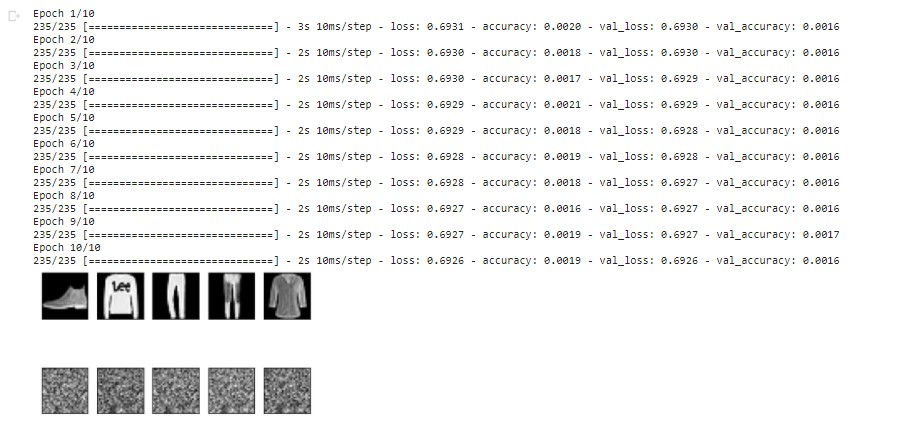 Epoch 1/10
235/235 [==============================] - 3s 10ms/step - loss: 0.6931 - accuracy: 0.0020 - val_loss: 0.6930 - val_accuracy: 0.0016
Epoch 2/10
235/235 [==============================] - 2s 10ms/step - loss: 0.6930 - accuracy: 0.0018 - val_loss: 0.6930 - val_accuracy: 0.0016
Epoch 3/10
235/235 [==============================] - 2s 10ms/step - loss: 0.6930 - accuracy: 0.0017 - val_loss: 0.6929 - val_accuracy: 0.0016
Epoch 4/10
235/235 [==============================] - 2s 10ms/step - loss: 0.6929 - accuracy: 0.0021 - val_loss: 0.6929 - val_accuracy: 0.0016
Epoch 5/10
235/235 [==============================] - 2s 10ms/step - loss: 0.6929 - accuracy: 0.0018 - val_loss: 0.6928 - val_accuracy: 0.0016
Epoch 6/10
235/235 [==============================] - 2s 10ms/step - loss: 0.6928 - accuracy: 0.0019 - val_loss: 0.6928 - val_accuracy: 0.0016
Epoch 7/10
235/235 [==============================] - 2s 10ms/step - loss: 0.6928 - accuracy: 0.0018 - val_loss: 0.6927 - val_accuracy: 0.0016
Epoch 8/10
235/235 [==============================] - 2s 10ms/step - loss: 0.6927 - accuracy: 0.0016 - val_loss: 0.6927 - val_accuracy: 0.0016
Epoch 9/10
235/235 [==============================] - 2s 10ms/step - loss: 0.6927 - accuracy: 0.0019 - val_loss: 0.6927 - val_accuracy: 0.0017
Epoch 10/10
235/235 [==============================] - 2s 10ms/step - loss: 0.6926 - accuracy: 0.0019 - val_loss: 0.6926 - val_accuracy: 0.0016
Lee